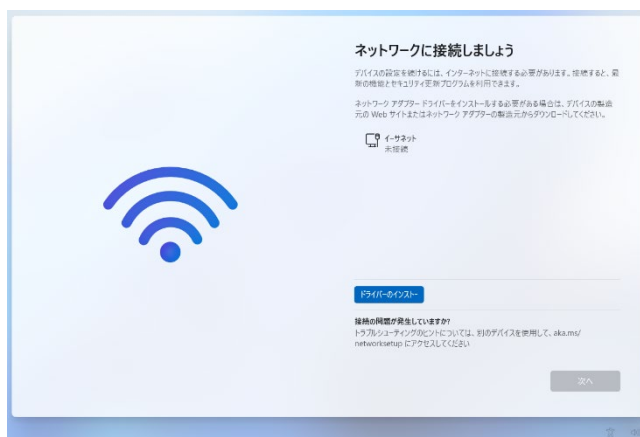 ネットワークに接続しましょう
デバイスの設定を続けるには、インターネットに接続する必要があります。接続すると、最
新の機能とセキュリティ更新プログラムを利用できます。
ネットワーク アダプター ドライバーをインストールする必要がある場合は、デバイスの製造
元の Web サイトまたはネットワーク アダプターの製造元からダウンロードしてください。
イーサネット
未接続
ドライバーのインストー
接続の問題が発生していますか?
トラブルシューティングのヒントについては、別のデバイスを使用して、aka.ms/
networksetup にアクセスしてください
次へ